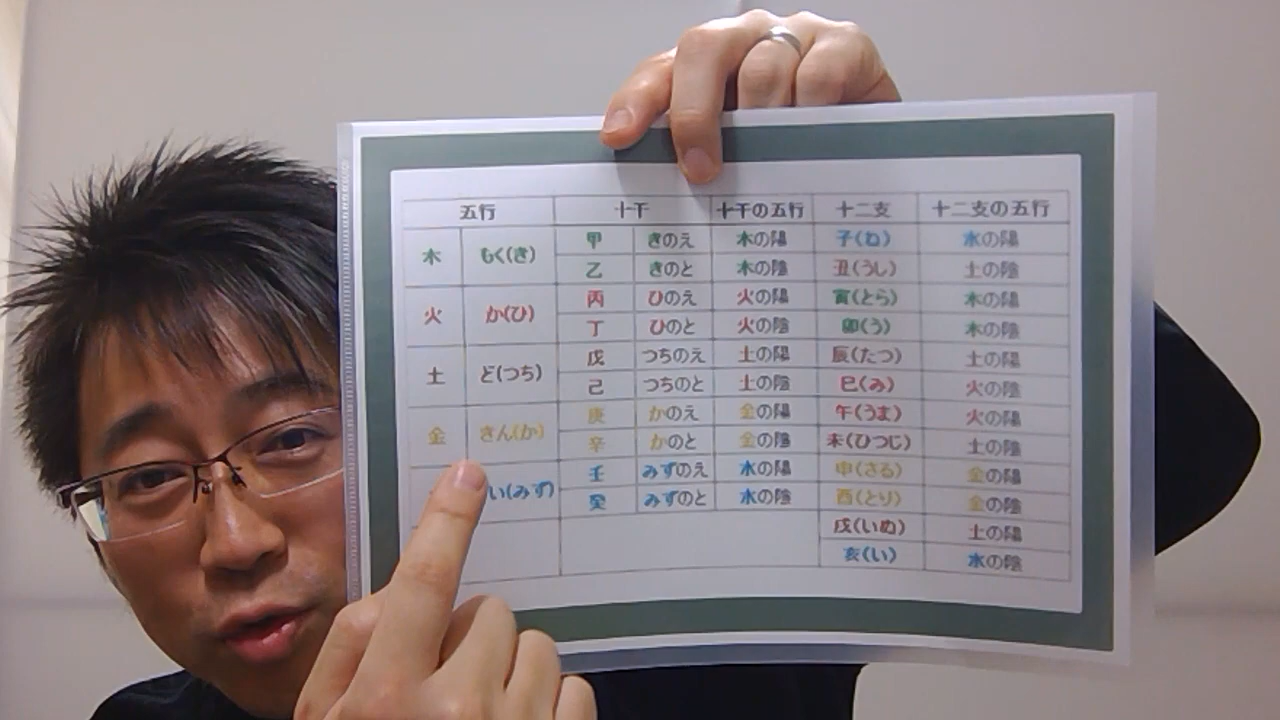 五行 十干 十干の五行 十二支 十二支の五行
木 もく(き) 甲 きのえ 木の陽 子(ね) 水の陽
乙 きのと 木の陰 丑(うし) 土の陰
火 か(ひ) 丙 ひのえ 火の陽 寅(とら) 木の陽
丁 ひのと 火の陰 卯(う) 木の陰
土 ど(つち) 戊 つちのえ 土の陽 辰(たつ) 土の陽
己 つちのと 土の陰 巳(み) 火の陰
金 きん(か) 庚 かのえ 金の陽 午(うま) 火の陽
辛 かのと 金の陰 未(ひつじ) 土の陰
い(みず) 壬 みずのえ 水の陽 申(さる) 金の陽
癸 みずのと 水の陰 酉(とり) 金の陰
戌(いぬ) 土の陽
亥(い) 水の陰